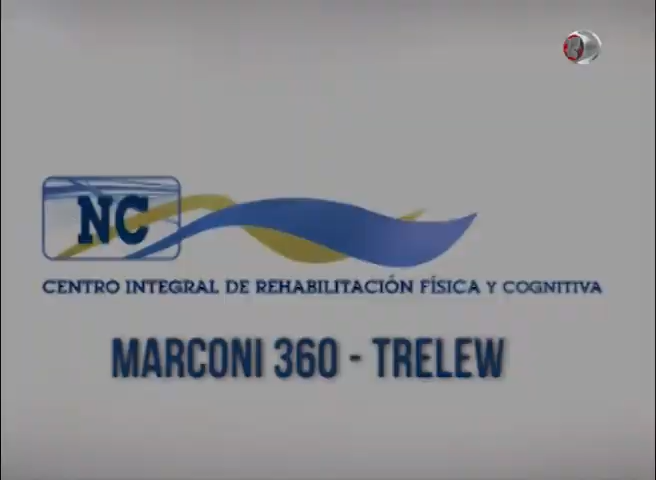 NC
CENTRO INTEGRAL DE REHABILITACIÓN FÍSICA Y COGNITIVA
MARCONI 360 - TRELEW